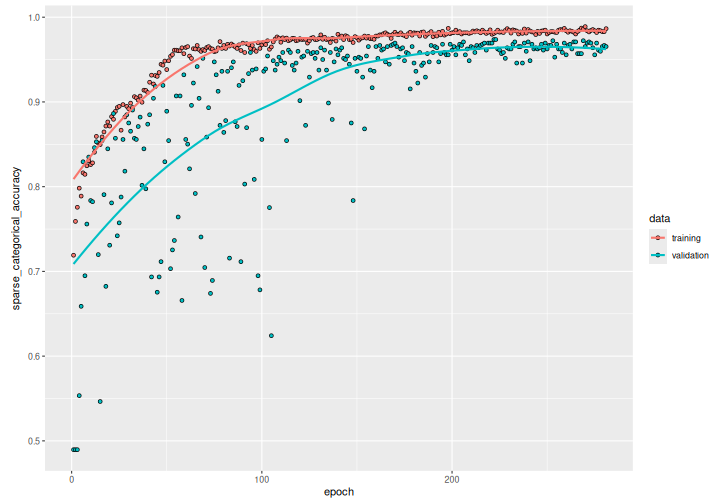 1.0
0.9
0.8
0.7
0.6
0.5
sparse_categorical_accuracy
0
100
200
epoch
data
training
validation